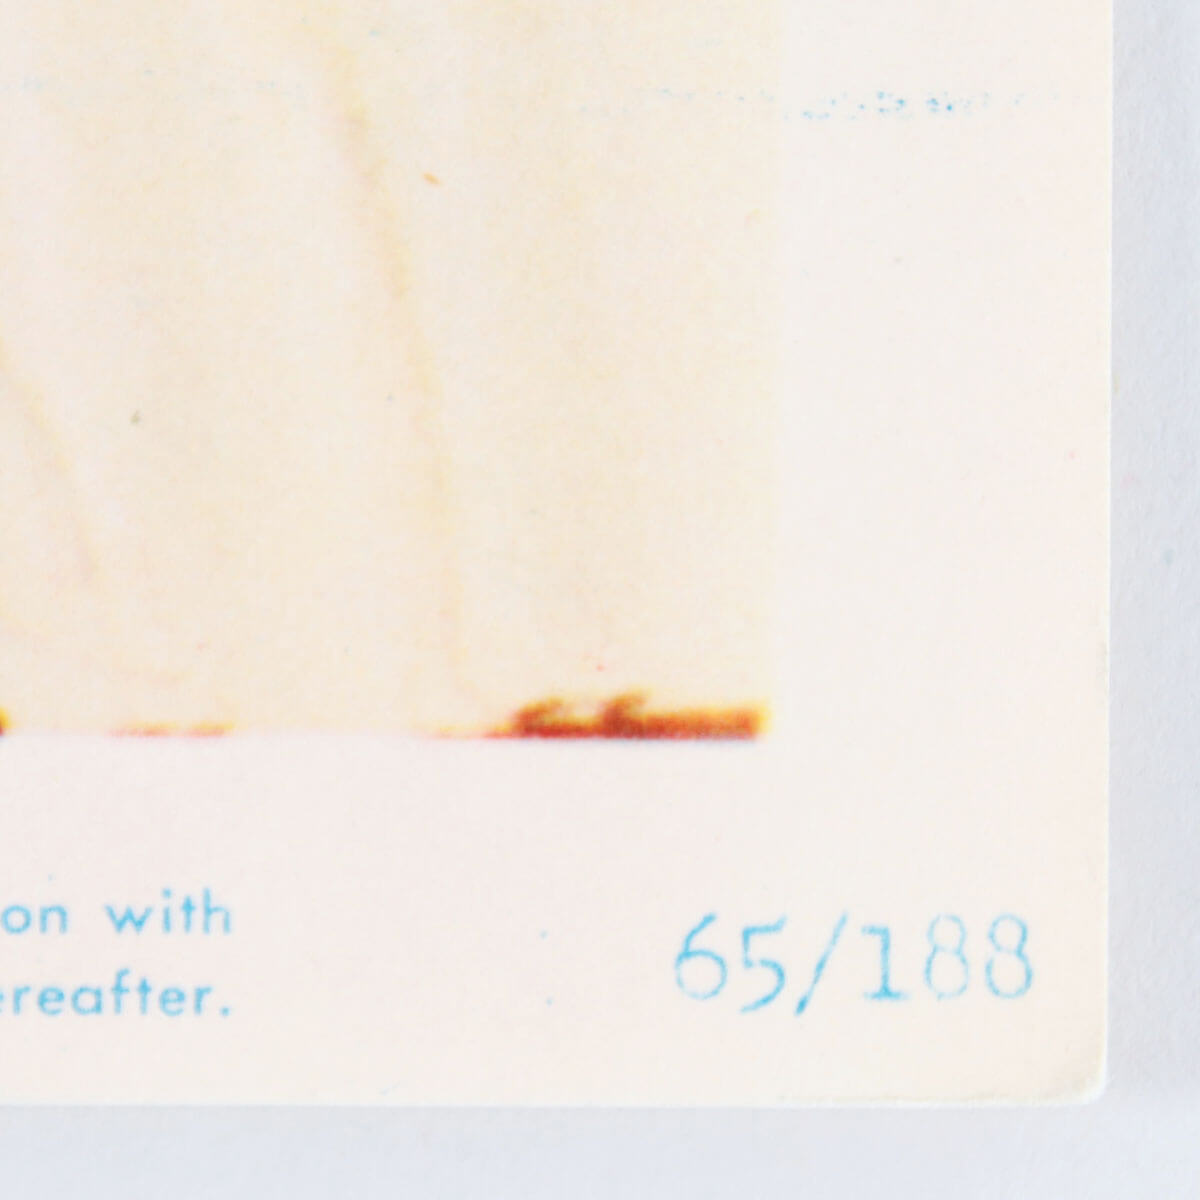 on with
ereafter.
65/188